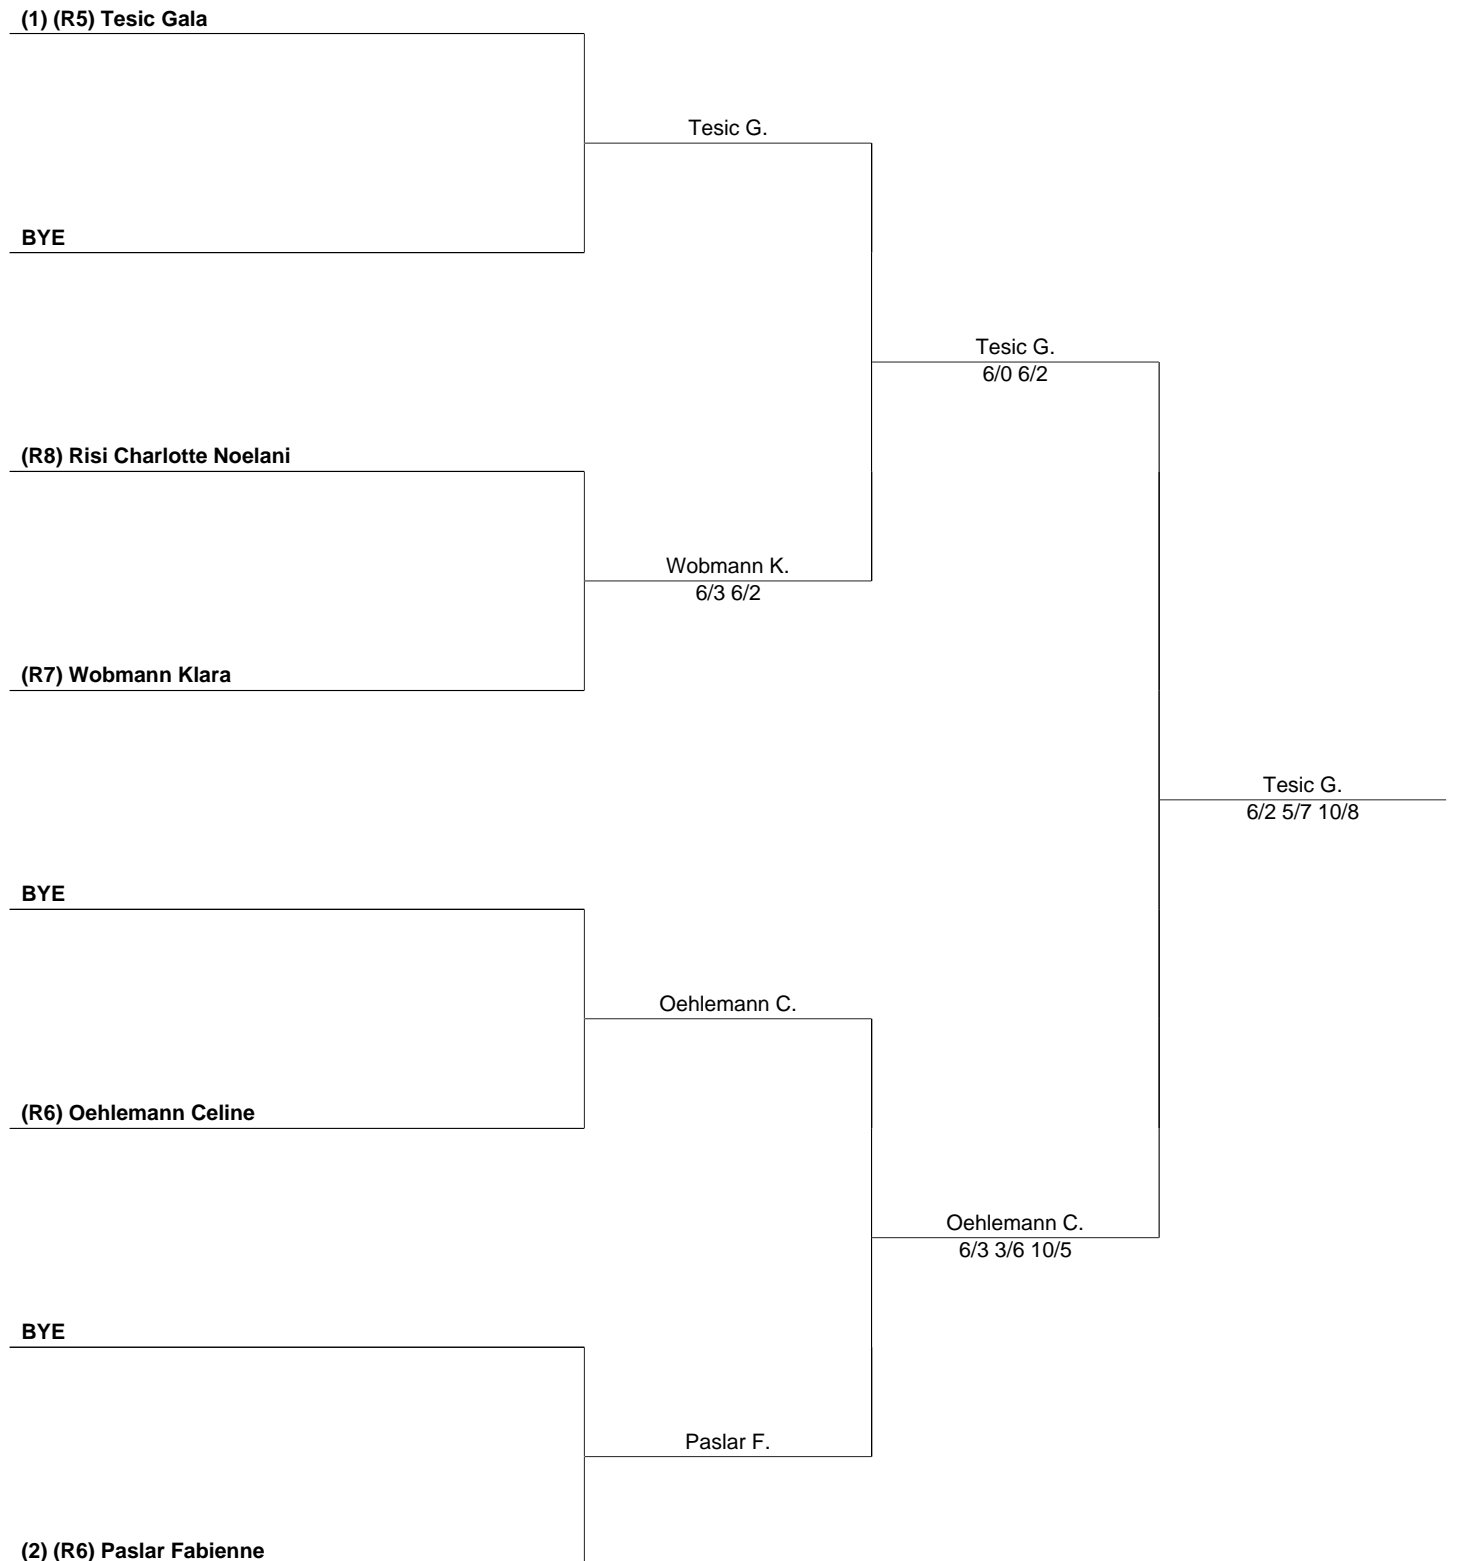 (1) (R5) Tesic Gala
Tesic G.
BYE
Tesic G.
6/0 6/2
(R8) Risi Charlotte Noelani
Wobmann K.
6/3 6/2
(R7) Wobmann Klara
Tesic G.
6/2 5/7 10/8
BYE
Oehlemann C.
(R6) Oehlemann Celine
Oehlemann C.
6/3 3/6 10/5
BYE
Paslar F.
(2) (R6) Paslar Fabienne